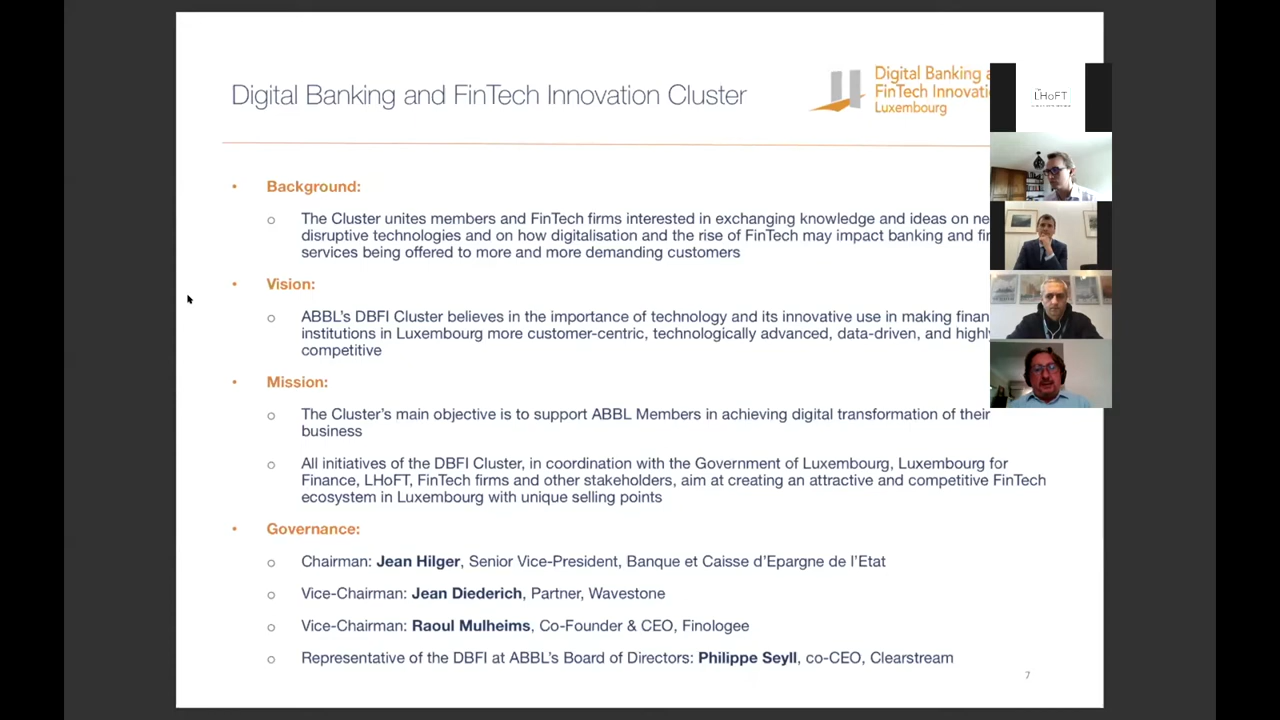 Digital Banking and FinTech Innovation Cluster
Digital Banking
FinTech
Luxembourg
LHoFT
• Background:
o The Cluster unites members and FinTech firms interested in exchanging knowledge and ideas on
disruptive technologies and on how digitalisation and the rise of FinTech may impact banking and
services being offered to more and more demanding customers
• Vision:
o ABBL's DBFI Cluster believes in the importance of technology and its innovative use in making
institutions in Luxembourg more customer-centric, technologically advanced, data-driven, and
competitive
• Mission:
o The Cluster's main objective is to support ABBL Members in achieving digital transformation of their
business
o All initiatives of the DBFI Cluster, in coordination with the Government of Luxembourg, Luxembourg for
Finance, LHoFT, FinTech firms and other stakeholders, aim at creating an attractive and competitive FinTech
ecosystem in Luxembourg with unique selling points
• Governance:
o Chairman: Jean Hilger, Senior Vice-President, Banque et Caisse d'Epargne de l'Etat
o Vice-Chairman: Jean Diederich, Partner, Wavestone
o Vice-Chairman: Raoul Mulheims, Co-Founder & CEO, Finologee
o Representative of the DBFI at ABBL's Board of Directors: Philippe Seyll, co-CEO, Clearstream
7